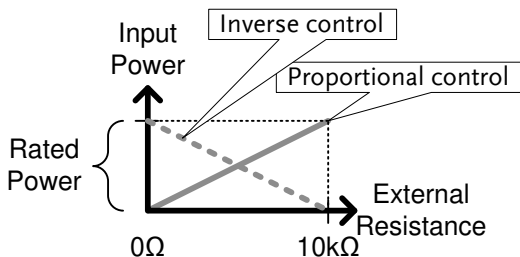 Input
Power
Inverse control
Proportional control
Rated
Power
External
Resistance
0Ω
10kΩ